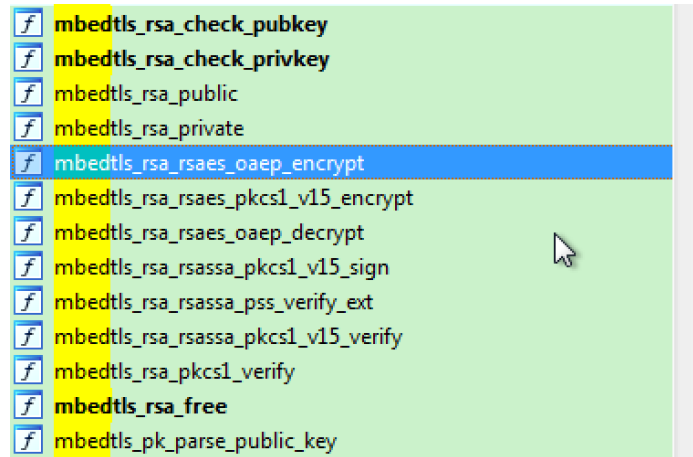 mbedtls_rsa_check_pubkey
mbedtls_rsa_check_privkey
mbedtls_rsa_public
mbedtls_rsa_private
mbedtls_rsa_rsaes_oaep_encrypt
mbedtls_rsa_rsaes_pkcs1_v15_encrypt
mbedtls_rsa_rsaes_oaep_decrypt
mbedtls_rsa_rsassa_pkcs1_v15_sign
mbedtls_rsa_rsassa_pss_verify_ext
mbedtls_rsa_rsassa_pkcs1_v15_verify
mbedtls_rsa_pkcs1_verify
mbedtls_rsa_free
mbedtls_pk_parse_public_key